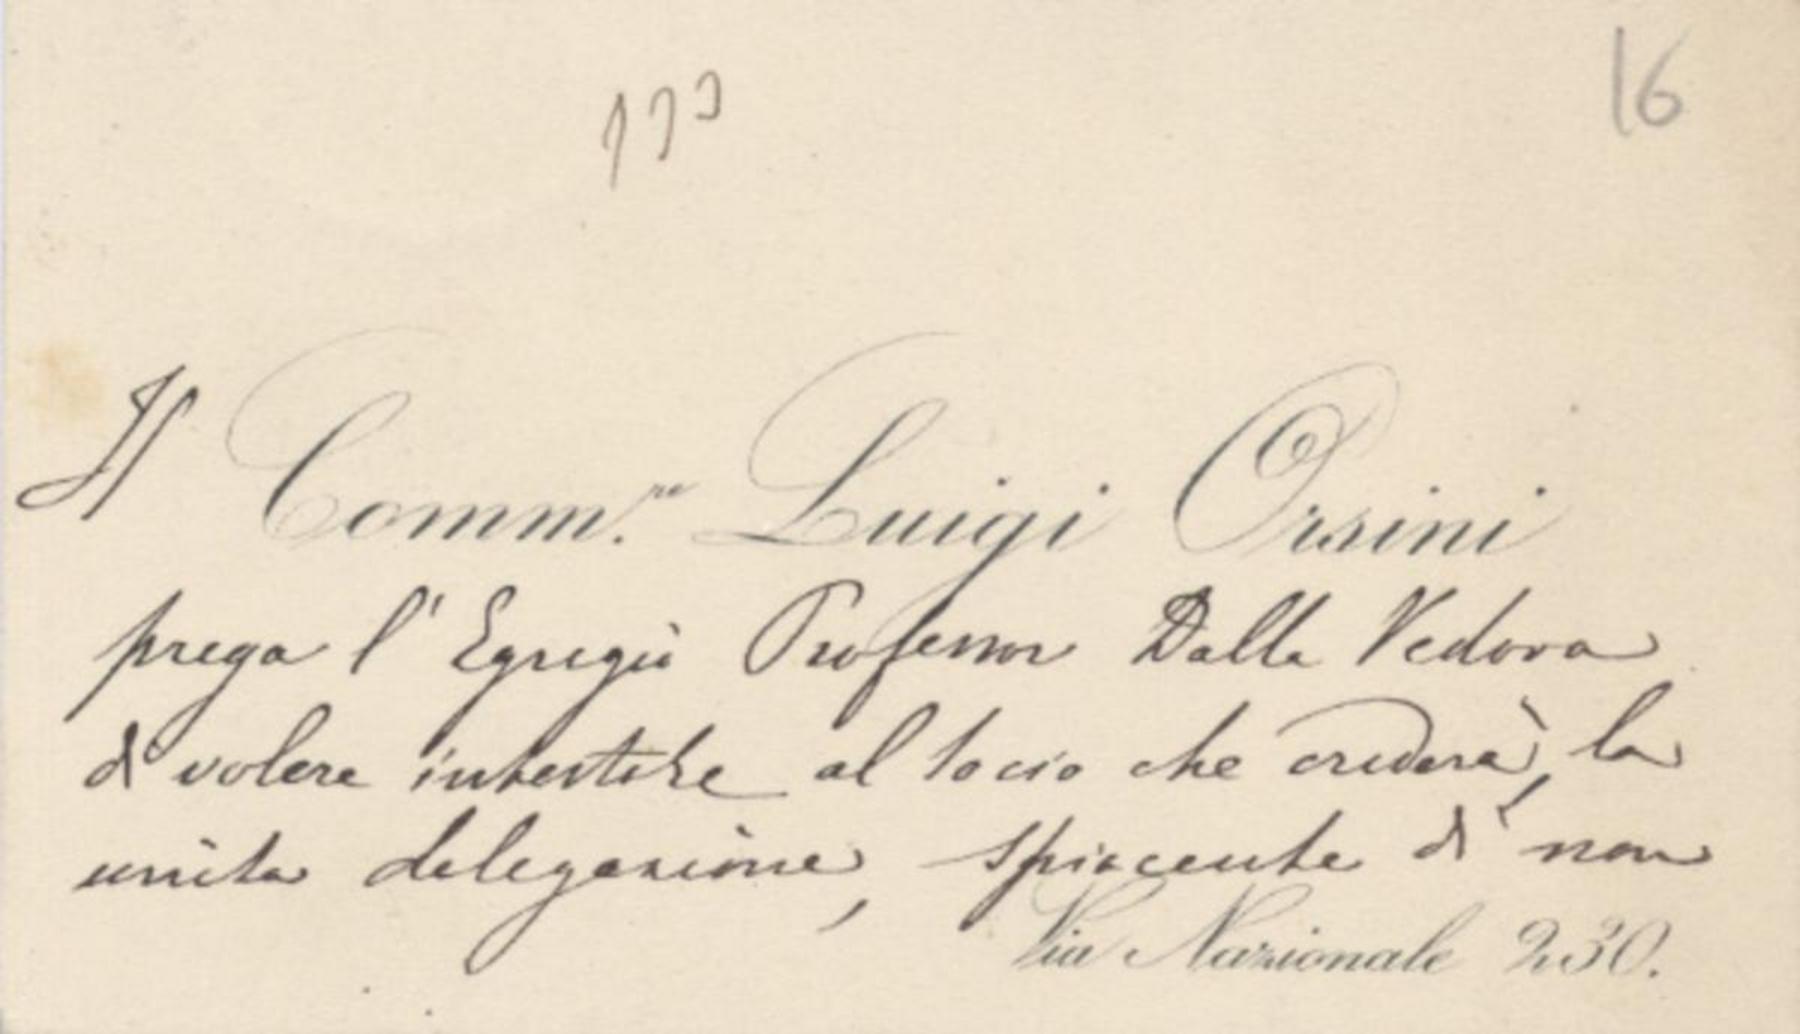 16
Il Comm.re Luigi Orsini
prega l'Egregio Professor Dalla Vedova
di volere intestare al socio che crederà, la
unita delegazione, spiacente di non
Via Nazionale 230.